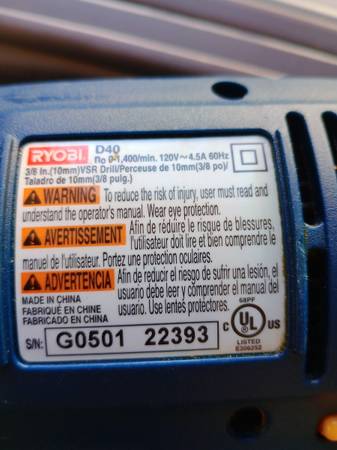 RYOBI D40
no 0-1,400/min. 120V~4.5A 60Hz
3/8 In.(10mm)VSR Drill/Perceuse de 10mm(3/8 po)/
Taladro de 10mm(3/8 pulg.)
WARNING To reduce the risk of injury, user must read and
understand the operator's manual. Wear eye protection.
AVERTISSEMENT Afin de réduire le risque de blessures,
l'utilisateur doit lire et bien comprendre le
manuel de l'utilisateur. Portez une protection oculaires.
ADVERTENCIA Afin de reducir el riesgo de sufrir una lesión, el
usuario debe leer y comprender el manual del
usuario. Use lentes protectores.
MADE IN CHINA
FABRIQUÉ EN CHINE
FABRICADO EN CHINA
68PF
C UL US
LISTED
E300252
S/N: G0501 22393